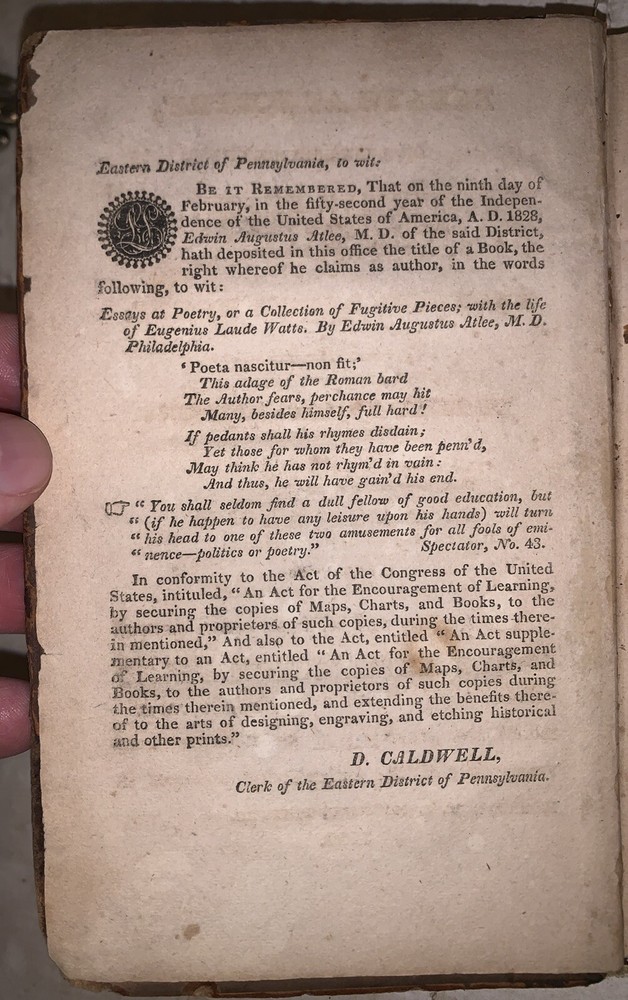 Eastern District of Pennsylvania, to wit:
BE IT REMEMBERED, That on the ninth day of
February, in the fifty-second year of the Indepen-
dence of the United States of America, A. D. 1828,
Edwin Augustus Atlee, M. D. of the said District,
hath deposited in this office the title of a Book, the
right whereof he claims as author, in the words
following, to wit:
Essays at Poetry, or a Collection of Fugitive Pieces; with the life
of Eugenius Laude Watts. By Edwin Augustus Atlee, M. D.
Philadelphia.
‘Poeta nascitur—non fit;’
This adage of the Roman bard
The Author fears, perchance may hit
Many, besides himself, full hard!
If pedants shall his rhymes disdain;
Yet those for whom they have been penn'd,
May think he has not rhym'd in vain:
And thus, he will have gain'd his end.
☞ “ You shall seldom find a dull fellow of good education, but
“ (if he happen to have any leisure upon his hands) will turn
“ his head to one of these two amusements for all fools of emi-
“ nence—politics or poetry.” Spectator, No. 43.
In conformity to the Act of the Congress of the United
States, intituled, “ An Act for the Encouragement of Learning,
by securing the copies of Maps, Charts, and Books, to the
authors and proprietors of such copies, during the times there-
in mentioned,” And also to the Act, entitled “ An Act supple-
mentary to an Act, entitled “ An Act for the Encouragement
of Learning, by securing the copies of Maps, Charts, and
Books, to the authors and proprietors of such copies during
the times therein mentioned, and extending the benefits there-
of to the arts of designing, engraving, and etching historical
and other prints.”
D. CALDWELL,
Clerk of the Eastern District of Pennsylvania.